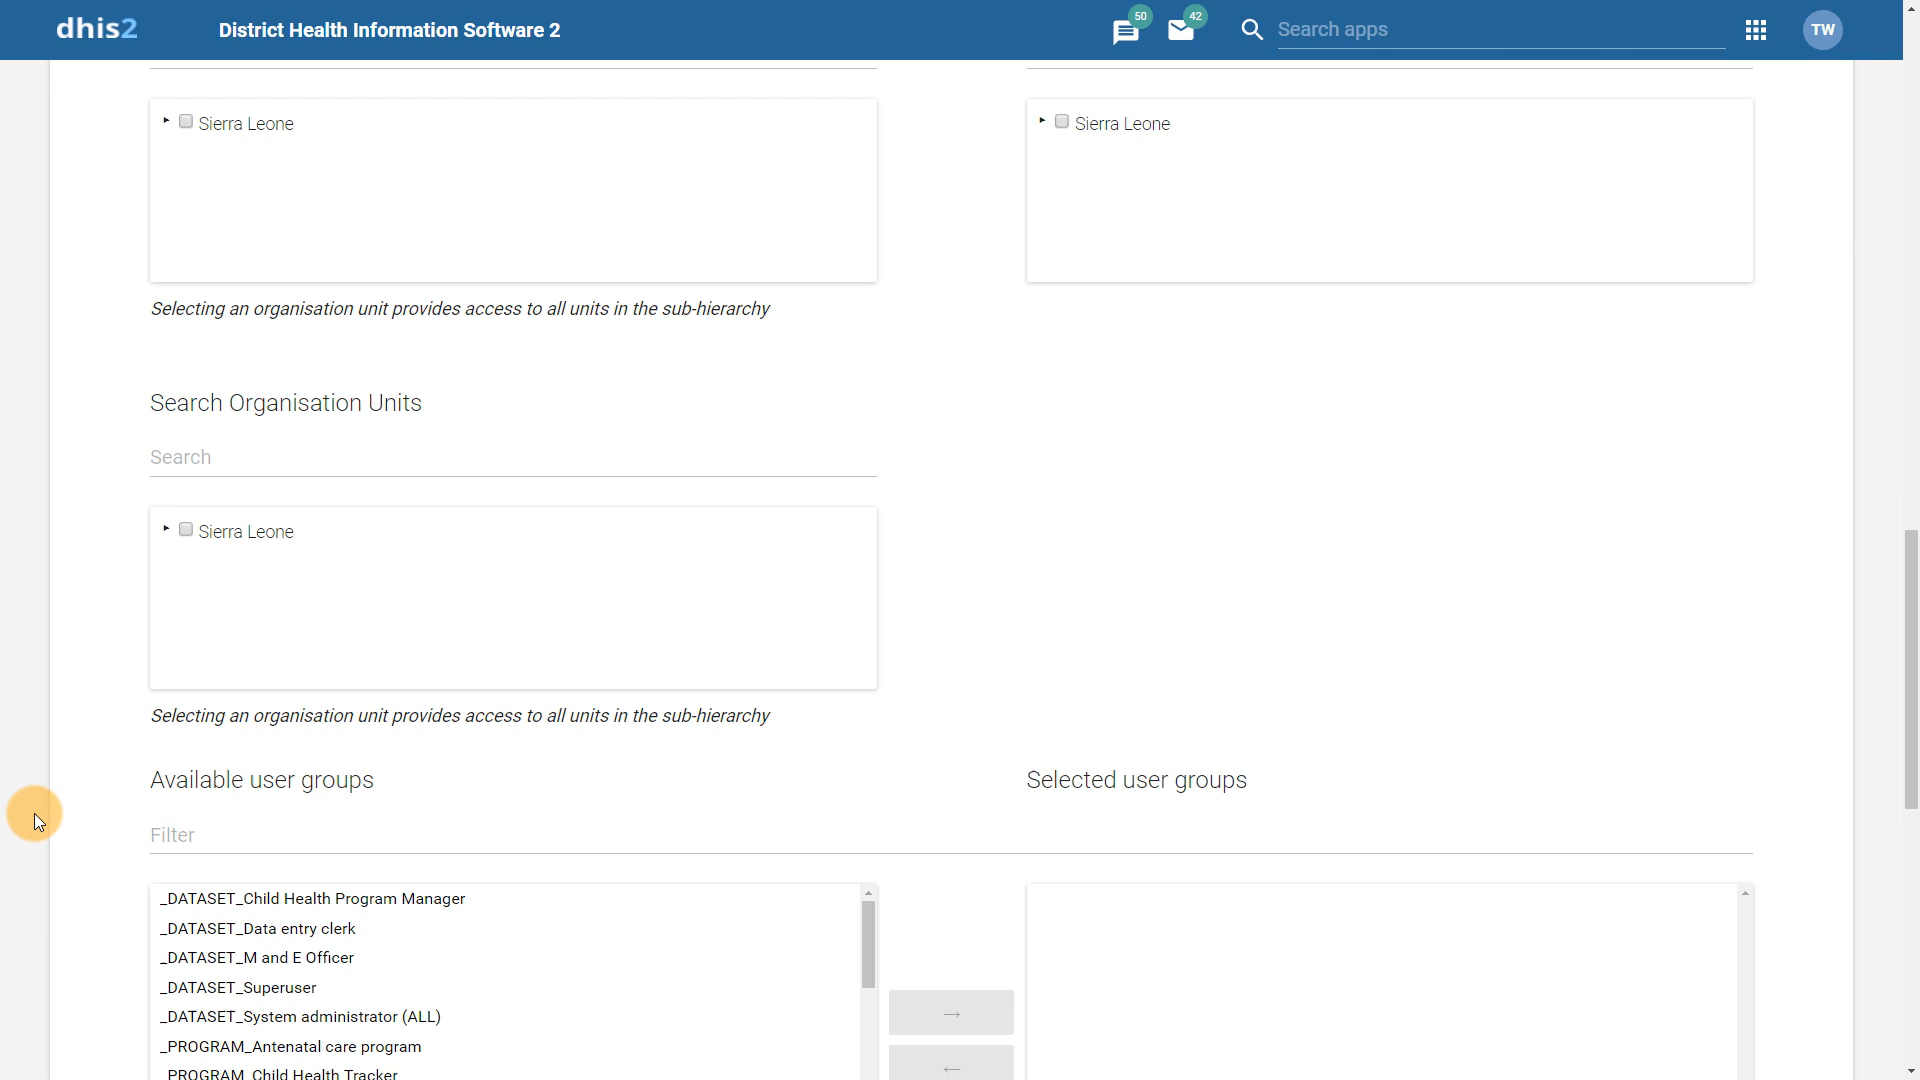 dhis2
District Health Information Software 2
50
42
Search apps
TW
Sierra Leone
Sierra Leone
Selecting an organisation unit provides access to all units in the sub-hierarchy
Search Organisation Units
Search
Sierra Leone
Selecting an organisation unit provides access to all units in the sub-hierarchy
Available user groups
Selected user groups
Filter
_DATASET_Child Health Program Manager
_DATASET_Data entry clerk
_DATASET_M and E Officer
_DATASET_Superuser
_DATASET_System administrator (ALL)
→
_PROGRAM_Antenatal care program
←
_PROGRAM_Child Health Tracker